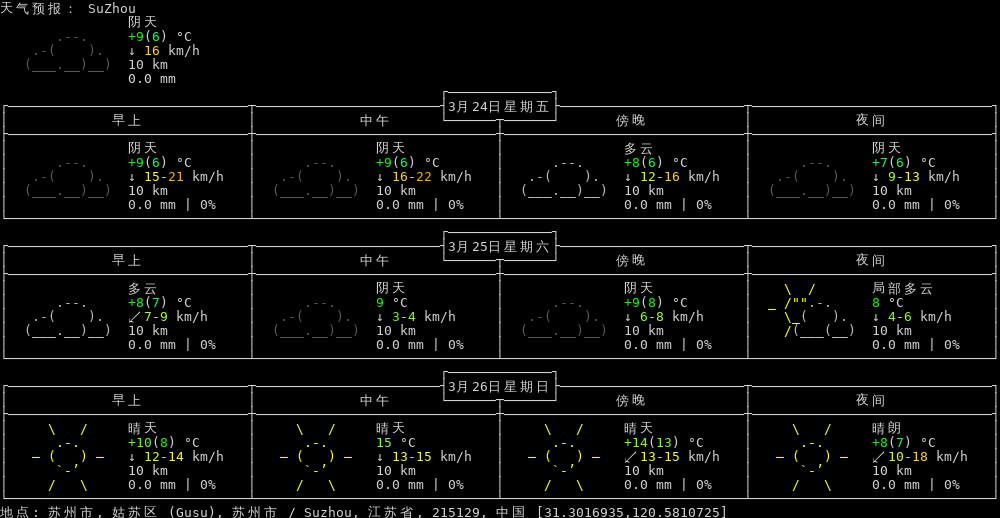 天气预报: SuZhou
阴天
+9(6) °C
↓ 16 km/h
10 km
0.0 mm
3月24日星期五
早上 中午 傍晚 夜间
阴天 阴天 多云 阴天
+9(6) °C +9(6) °C +8(6) °C +7(6) °C
↓ 15-21 km/h ↓ 16-22 km/h ↓ 12-16 km/h ↓ 9-13 km/h
10 km 10 km 10 km 10 km
0.0 mm | 0% 0.0 mm | 0% 0.0 mm | 0% 0.0 mm | 0%
3月25日星期六
早上 中午 傍晚 夜间
多云 阴天 阴天 局部多云
+8(7) °C 9 °C +9(8) °C 8 °C
↙ 7-9 km/h ↓ 3-4 km/h ↓ 6-8 km/h ↓ 4-6 km/h
10 km 10 km 10 km 10 km
0.0 mm | 0% 0.0 mm | 0% 0.0 mm | 0% 0.0 mm | 0%
3月26日星期日
早上 中午 傍晚 夜间
晴天 晴天 晴天 晴朗
+10(8) °C 15 °C +14(13) °C +8(7) °C
↓ 12-14 km/h ↓ 13-15 km/h ↙ 13-15 km/h ↙ 10-18 km/h
10 km 10 km 10 km 10 km
0.0 mm | 0% 0.0 mm | 0% 0.0 mm | 0% 0.0 mm | 0%
地点: 苏州市, 姑苏区 (Gusu), 苏州市 / Suzhou, 江苏省, 215129, 中国 [31.3016935,120.5810725]